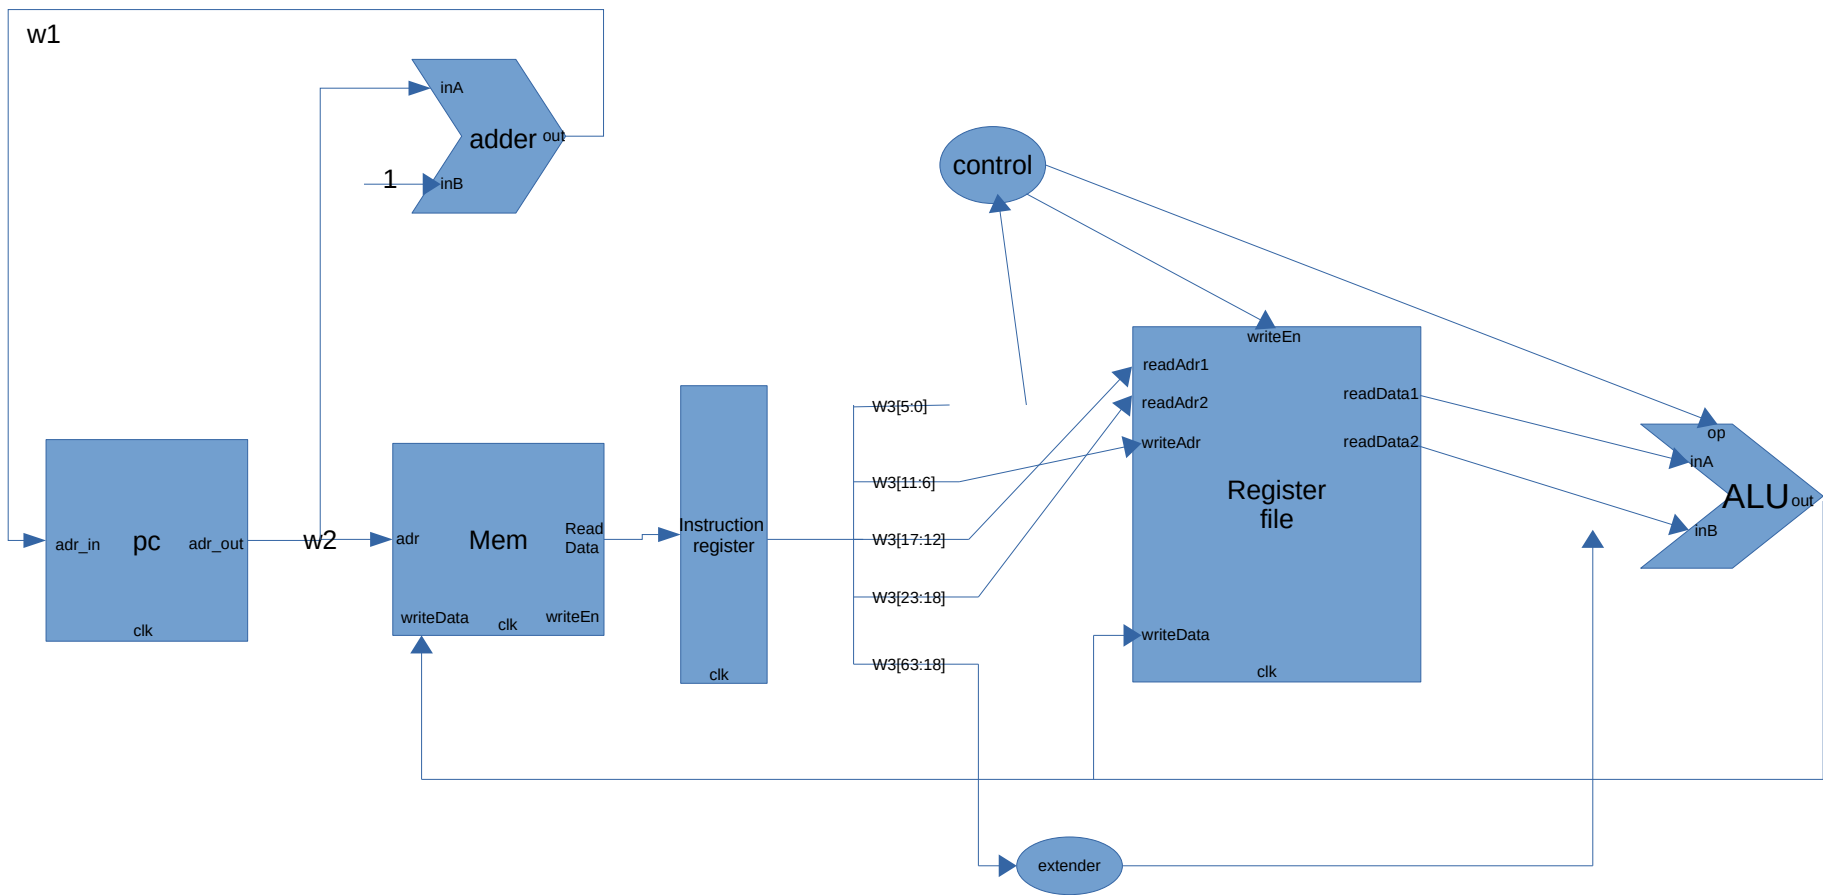 w1
inA
adder
out
1
inB
control
writeEn
readAdr1
readAdr2
writeAdr
readData1
readData2
Register
file
writeData
clk
op
inA
ALU
out
inB
W3[5:0]
W3[11:6]
W3[17:12]
W3[23:18]
W3[63:18]
Instruction
register
clk
adr_in
pc
adr_out
clk
w2
adr
Mem
Read
Data
writeData
clk
writeEn
extender